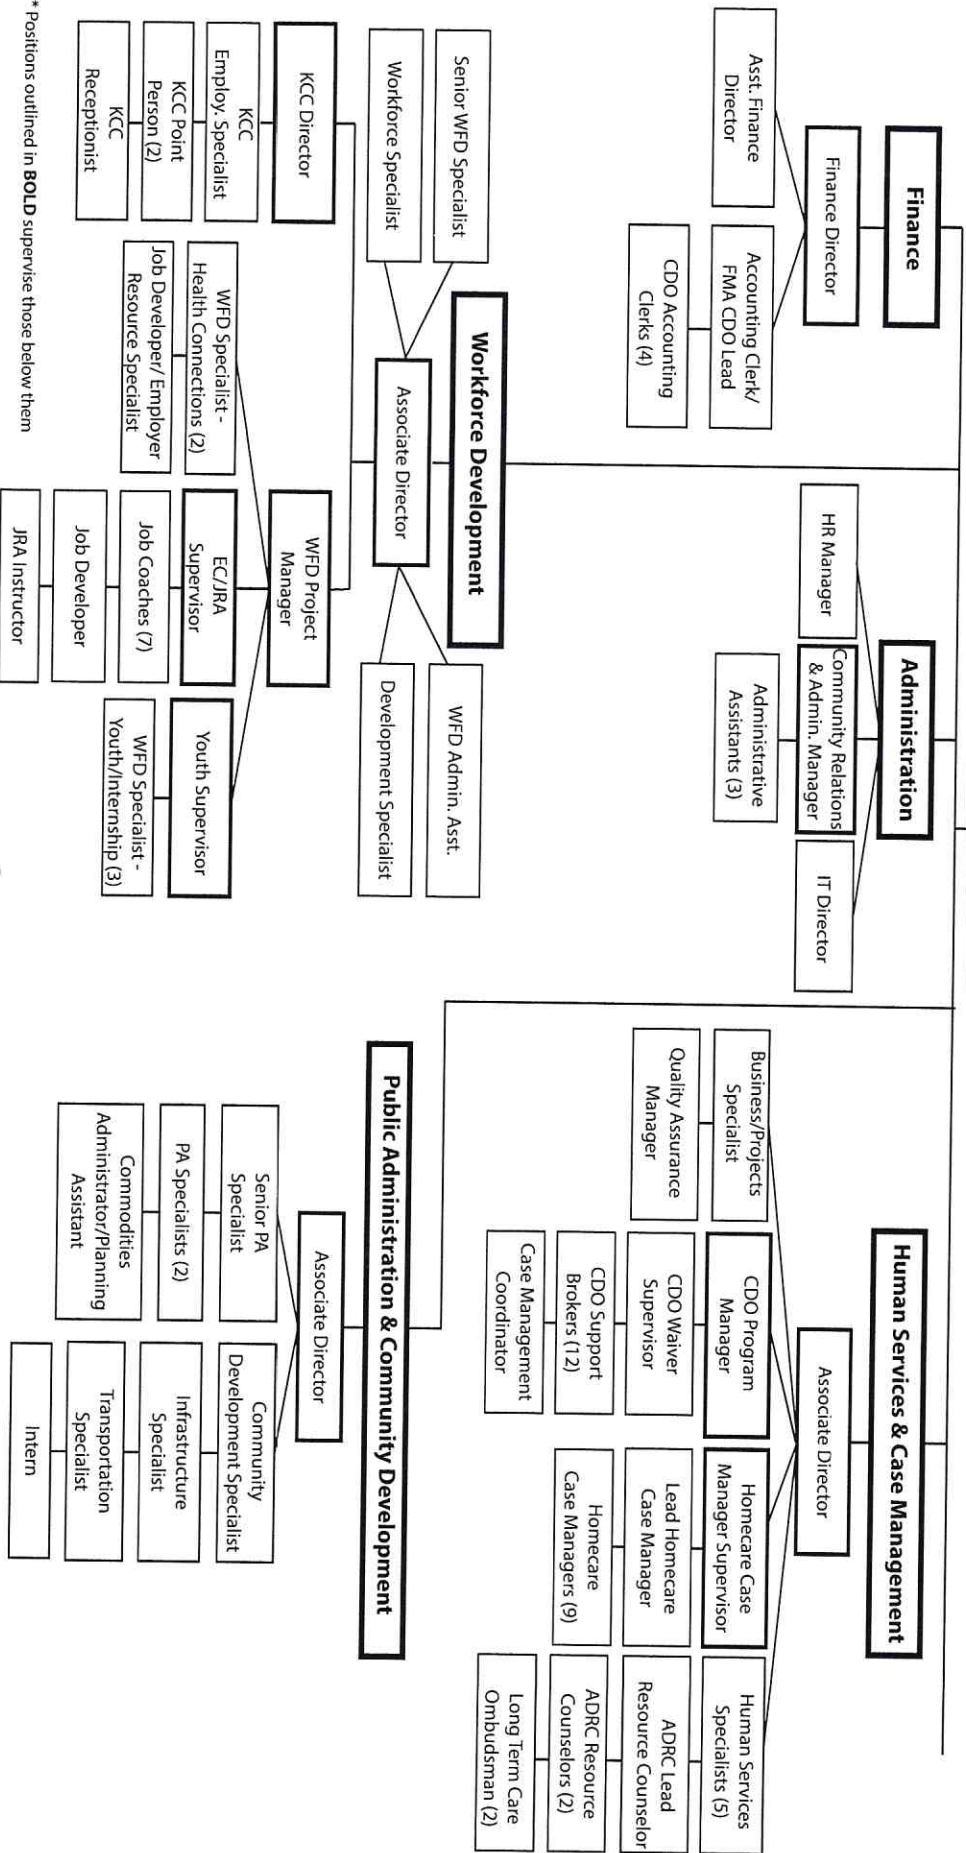 Finance
Finance Director
Asst. Finance
Director
Accounting Clerk/
FMA CDO Lead
CDO Accounting
Clerks (4)
Administration
HR Manager
Community Relations
& Admin. Manager
Administrative
Assistants (3)
IT Director
Human Services & Case Management
Associate Director
Business/Projects
Specialist
Quality Assurance
Manager
CDO Program
Manager
CDO Waiver
Supervisor
CDO Support
Brokers (12)
Case Management
Coordinator
Homecare Case
Manager Supervisor
Lead Homecare
Case Manager
Homecare
Case Managers (9)
Human Services
Specialists (5)
ADRC Lead
Resource Counselor
ADRC Resource
Counselors (2)
Long Term Care
Ombudsman (2)
Workforce Development
Senior WFD Specialist
Workforce Specialist
Associate Director
WFD Admin. Asst.
Development Specialist
KCC Director
KCC
Employ. Specialist
KCC Point
Person (2)
KCC
Receptionist
WFD Project
Manager
WFD Specialist -
Health Connections (2)
Job Developer/ Employer
Resource Specialist
EC/JRA
Supervisor
Job Coaches (7)
Job Developer
JRA Instructor
Youth Supervisor
WFD Specialist -
Youth/Internship (3)
Public Administration & Community Development
Associate Director
Senior PA
Specialist
PA Specialists (2)
Commodities
Administrator/Planning
Assistant
Community
Development Specialist
Infrastructure
Specialist
Transportation
Specialist
Intern
* Positions outlined in BOLD supervise those below them